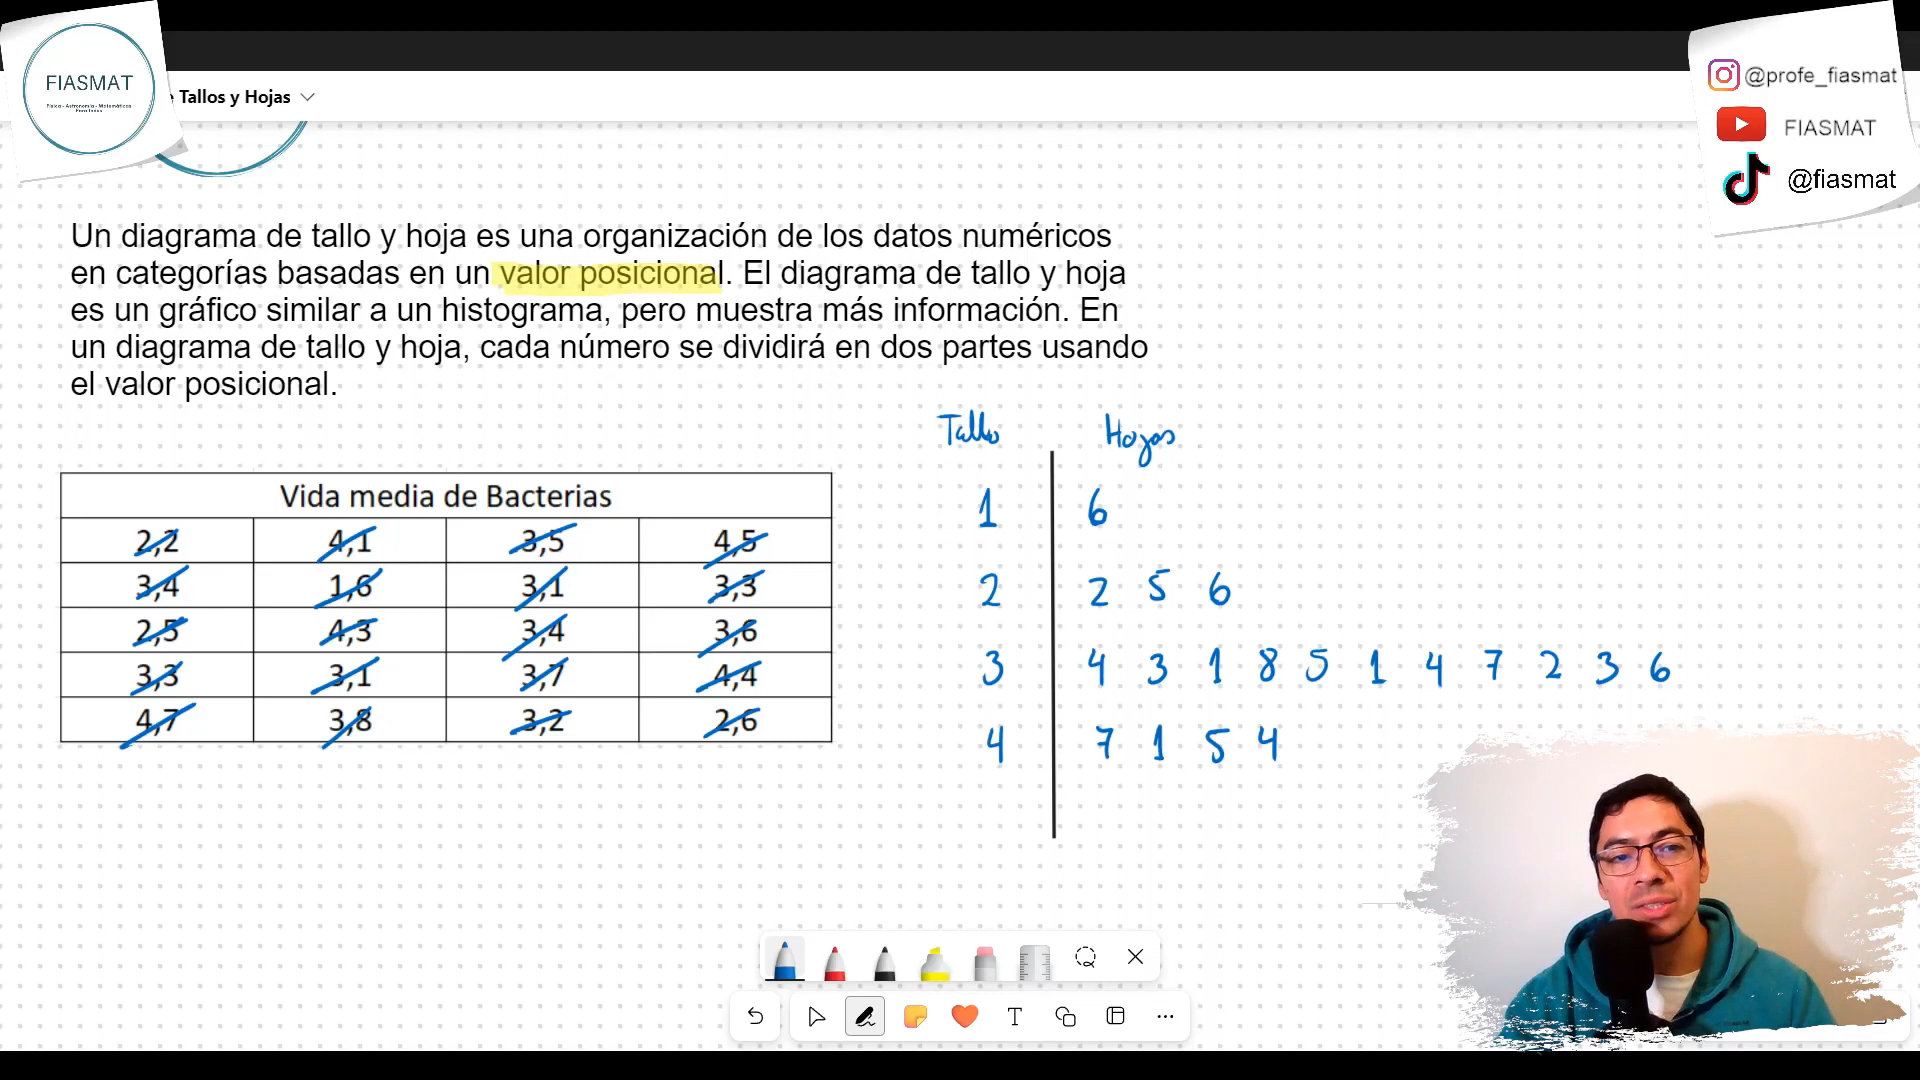 FIASMAT
Física - Astronomía - Matemáticas
Para todos
Tallos y Hojas
@profe_fiasmat
FIASMAT
@fiasmat
Un diagrama de tallo y hoja es una organización de los datos numéricos
en categorías basadas en un valor posicional. El diagrama de tallo y hoja
es un gráfico similar a un histograma, pero muestra más información. En
un diagrama de tallo y hoja, cada número se dividirá en dos partes usando
el valor posicional.
Vida media de Bacterias
2,2 4,1 3,5 4,5
3,4 1,6 3,1 3,3
2,5 4,3 3,4 3,6
3,3 3,1 3,7 4,4
4,7 3,8 3,2 2,6
Tallo Hojas
1 6
2 2 5 6
3 4 3 1 8 5 1 4 7 2 3 6
4 7 1 5 4
T